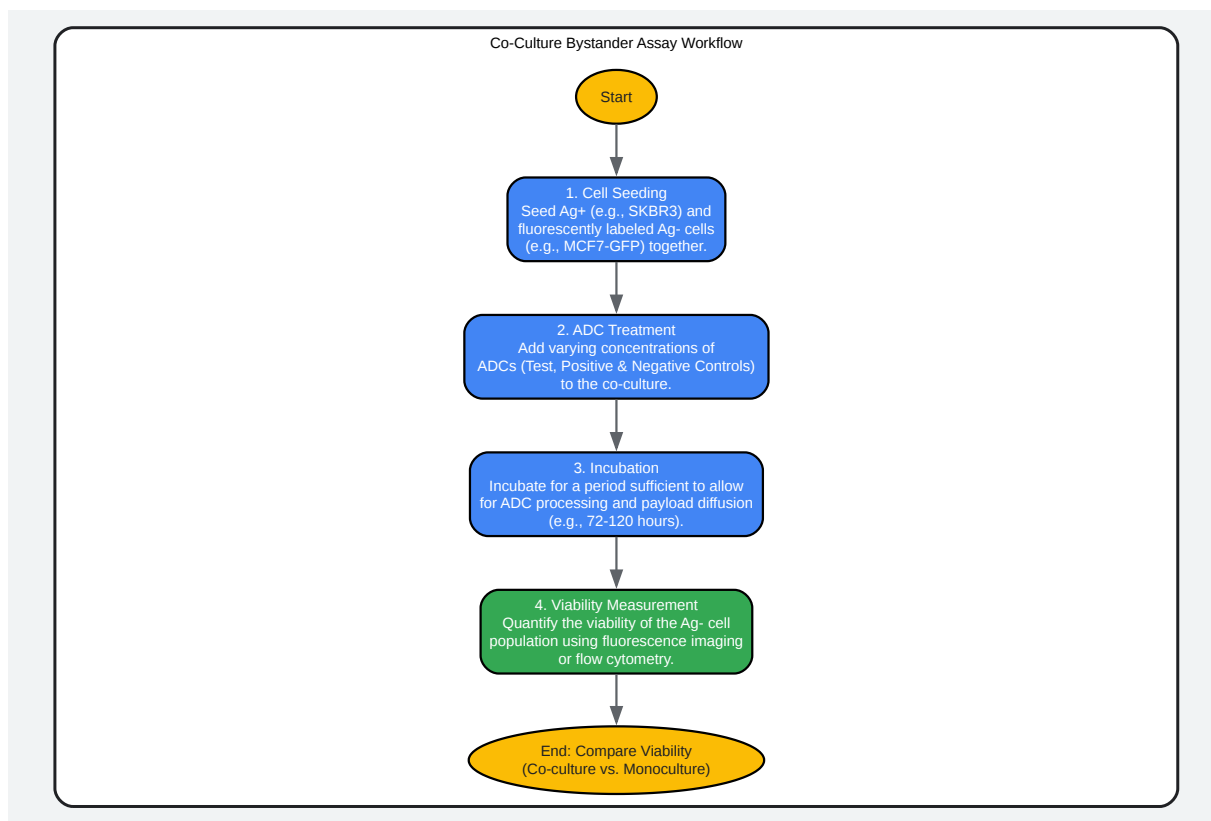 Co-Culture Bystander Assay Workflow
Start
1. Cell Seeding
Seed Ag+ (e.g., SKBR3) and
fluorescently labeled Ag- cells
(e.g., MCF7-GFP) together.
2. ADC Treatment
Add varying concentrations of
ADCs (Test, Positive & Negative Controls)
to the co-culture.
3. Incubation
Incubate for a period sufficient to allow
for ADC processing and payload diffusion
(e.g., 72-120 hours).
4. Viability Measurement
Quantify the viability of the Ag- cell
population using fluorescence imaging
or flow cytometry.
End: Compare Viability
(Co-culture vs. Monoculture)